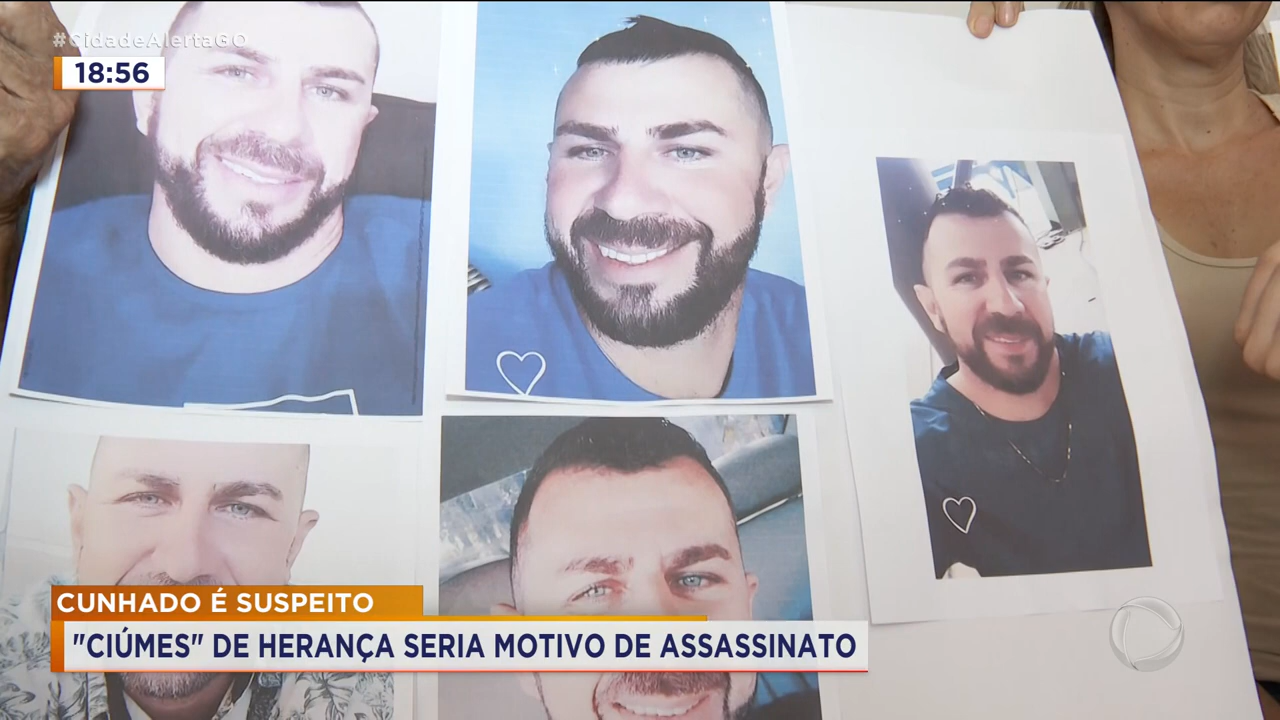 #CidadeAlertaGO
18:56
CUNHADO É SUSPEITO
"CIÚMES" DE HERANÇA SERIA MOTIVO DE ASSASSINATO